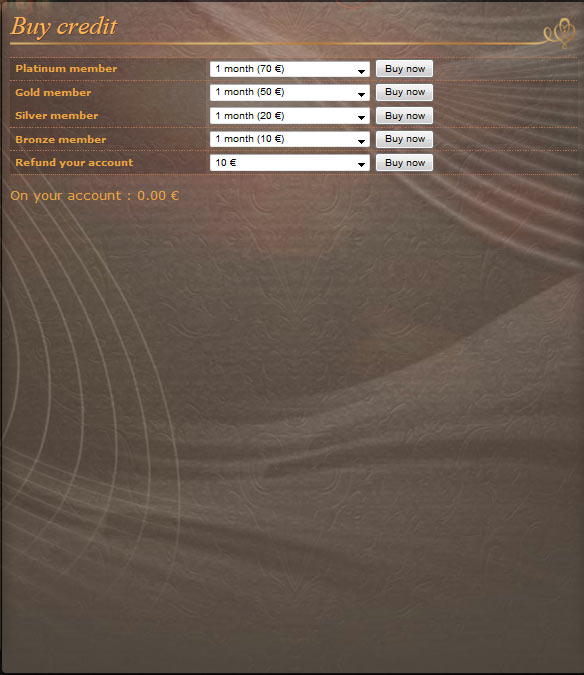 Buy credit
Platinum member 1 month (70 €) Buy now
Gold member 1 month (50 €) Buy now
Silver member 1 month (20 €) Buy now
Bronze member 1 month (10 €) Buy now
Refund your account 10 € Buy now
On your account : 0.00 €